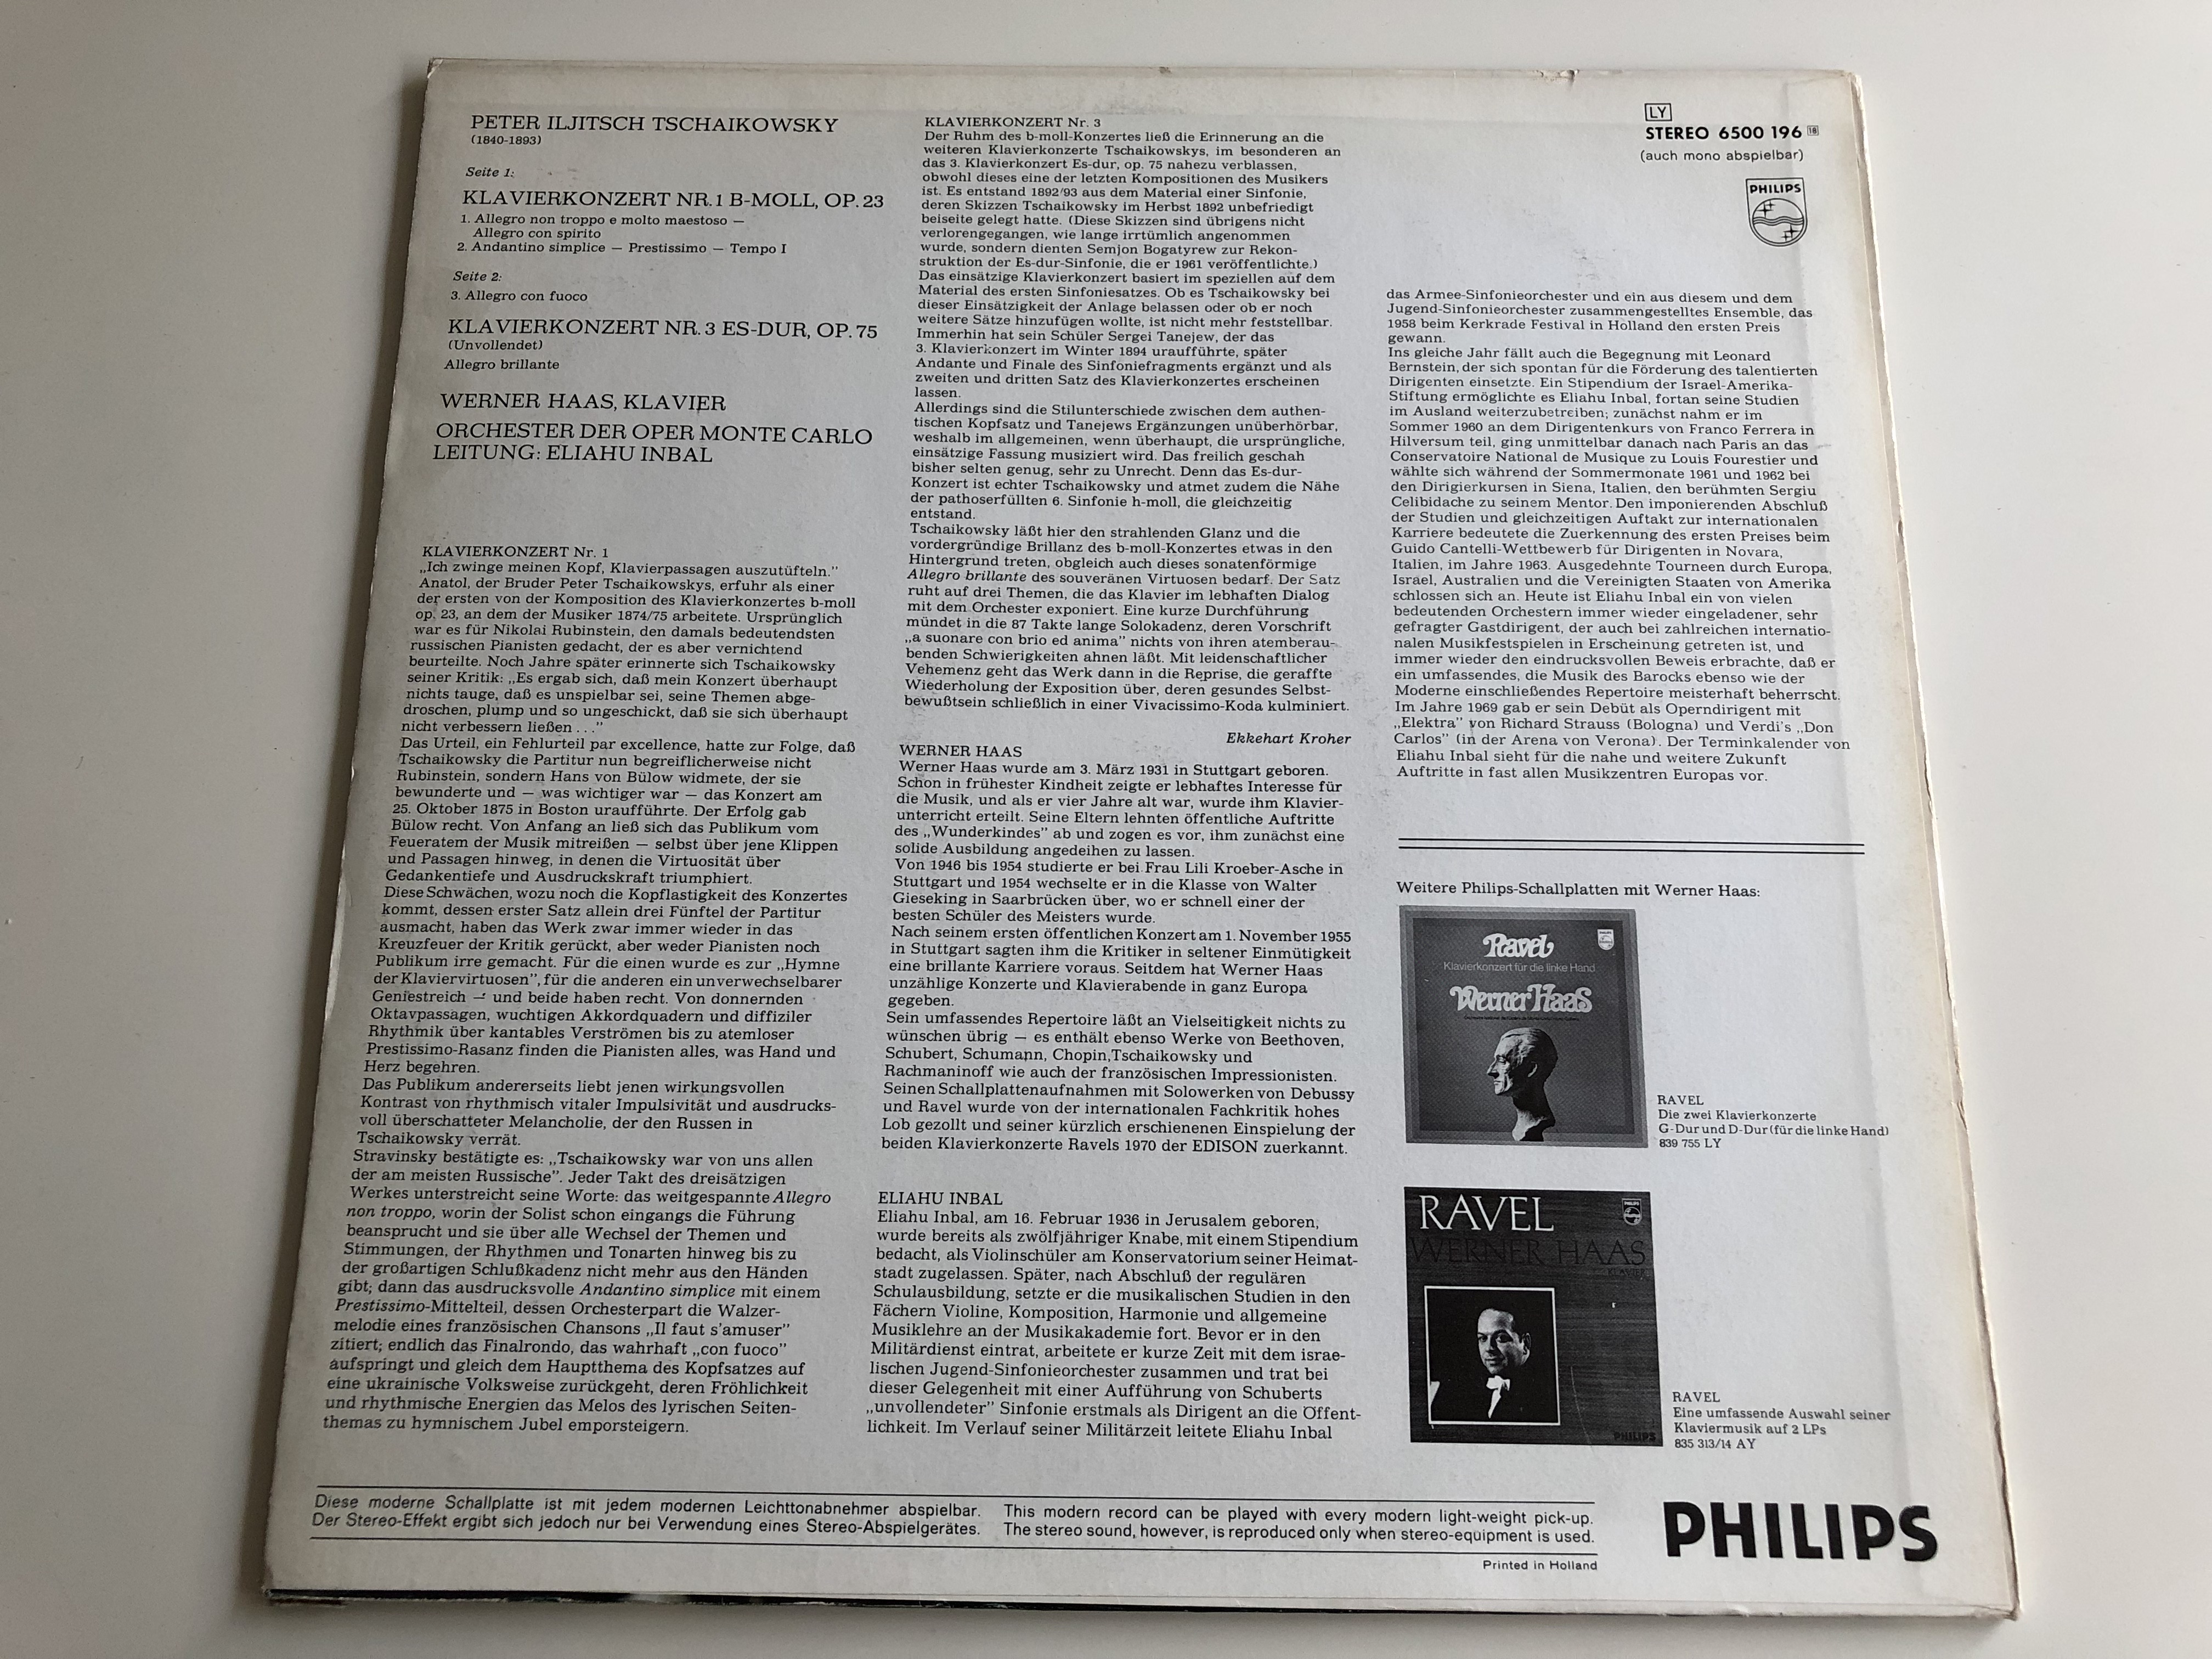 PETER ILJITSCH TSCHAIKOWSKY
(1840-1893)
Seite 1:
KLAVIERKONZERT NR. 1 B-MOLL, OP. 23
1. Allegro non troppo e molto maestoso —
Allegro con spirito
2. Andantino simplice — Prestissimo — Tempo I
Seite 2:
3. Allegro con fuoco
KLAVIERKONZERT NR. 3 ES-DUR, OP. 75
(Unvollendet)
Allegro brillante
WERNER HAAS, KLAVIER
ORCHESTER DER OPER MONTE CARLO
LEITUNG: ELIAHU INBAL
KLAVIERKONZERT Nr. 1
„Ich zwinge meinen Kopf, Klavierpassagen auszutüfteln.”
Anatol, der Bruder Peter Tschaikowskys, erfuhr als einer
der ersten von der Komposition des Klavierkonzertes b-moll
op. 23, an dem der Musiker 1874/75 arbeitete. Ursprünglich
war es für Nikolai Rubinstein, den damals bedeutendsten
russischen Pianisten gedacht, der es aber vernichtend
beurteilte. Noch Jahre später erinnerte sich Tschaikowsky
seiner Kritik: „Es ergab sich, daß mein Konzert überhaupt
nichts tauge, daß es unspielbar sei, seine Themen abge-
droschen, plump und so ungeschickt, daß sie sich überhaupt
nicht verbessern ließen . . .”
Das Urteil, ein Fehlurteil par excellence, hatte zur Folge, daß
Tschaikowsky die Partitur nun begreiflicherweise nicht
Rubinstein, sondern Hans von Bülow widmete, der sie
bewunderte und — was wichtiger war — das Konzert am
25. Oktober 1875 in Boston uraufführte. Der Erfolg gab
Bülow recht. Von Anfang an ließ sich das Publikum vom
Feueratem der Musik mitreißen — selbst über jene Klippen
und Passagen hinweg, in denen die Virtuosität über
Gedankentiefe und Ausdruckskraft triumphiert.
Diese Schwächen, wozu noch die Kopflastigkeit des Konzertes
kommt, dessen erster Satz allein drei Fünftel der Partitur
ausmacht, haben das Werk zwar immer wieder in das
Kreuzfeuer der Kritik gerückt, aber weder Pianisten noch
Publikum irre gemacht. Für die einen wurde es zur „Hymne
der Klaviervirtuosen”, für die anderen ein unverwechselbarer
Geniestreich — und beide haben recht. Von donnernden
Oktavpassagen, wuchtigen Akkordquadern und diffiziler
Rhythmik über kantables Verströmen bis zu atemloser
Prestissimo-Rasanz finden die Pianisten alles, was Hand und
Herz begehren.
Das Publikum andererseits liebt jenen wirkungsvollen
Kontrast von rhythmisch vitaler Impulsivität und ausdrucks-
voll überschatteter Melancholie, der den Russen in
Tschaikowsky verrät.
Stravinsky bestätigte es: „Tschaikowsky war von uns allen
der am meisten Russische”. Jeder Takt des dreisätzigen
Werkes unterstreicht seine Worte: das weitgespannte Allegro
non troppo, worin der Solist schon eingangs die Führung
beansprucht und sie über alle Wechsel der Themen und
Stimmungen, der Rhythmen und Tonarten hinweg bis zu
der großartigen Schlußkadenz nicht mehr aus den Händen
gibt; dann das ausdrucksvolle Andantino simplice mit einem
Prestissimo-Mittelteil, dessen Orchesterpart die Walzer-
melodie eines französischen Chansons „Il faut s'amuser”
zitiert; endlich das Finalrondo, das wahrhaft „con fuoco”
aufspringt und gleich dem Hauptthema des Kopfsatzes auf
eine ukrainische Volksweise zurückgeht, deren Fröhlichkeit
und rhythmische Energien das Melos des lyrischen Seiten-
themas zu hymnischem Jubel emporsteigern.
KLAVIERKONZERT Nr. 3
Der Ruhm des b-moll-Konzertes ließ die Erinnerung an die
weiteren Klavierkonzerte Tschaikowskys, im besonderen an
das 3. Klavierkonzert Es-dur, op. 75 nahezu verblassen,
obwohl dieses eine der letzten Kompositionen des Musikers
ist. Es entstand 1892/93 aus dem Material einer Sinfonie,
deren Skizzen Tschaikowsky im Herbst 1892 unbefriedigt
beiseite gelegt hatte. (Diese Skizzen sind übrigens nicht
verlorengegangen, wie lange irrtümlich angenommen
wurde, sondern dienten Semjon Bogatyrew zur Rekon-
struktion der Es-dur-Sinfonie, die er 1961 veröffentlichte.)
Das einsätzige Klavierkonzert basiert im speziellen auf dem
Material des ersten Sinfoniesatzes. Ob es Tschaikowsky bei
dieser Einsätzigkeit der Anlage belassen oder ob er noch
weitere Sätze hinzufügen wollte, ist nicht mehr feststellbar.
Immerhin hat sein Schüler Sergei Tanejew, der das
3. Klavierkonzert im Winter 1894 uraufführte, später
Andante und Finale des Sinfoniefragments ergänzt und als
zweiten und dritten Satz des Klavierkonzertes erscheinen
lassen.
Allerdings sind die Stilunterschiede zwischen dem authen-
tischen Kopfsatz und Tanejews Ergänzungen unüberhörbar,
weshalb im allgemeinen, wenn überhaupt, die ursprüngliche,
einsätzige Fassung musiziert wird. Das freilich geschah
bisher selten genug, sehr zu Unrecht. Denn das Es-dur-
Konzert ist echter Tschaikowsky und atmet zudem die Nähe
der pathoserfüllten 6. Sinfonie h-moll, die gleichzeitig
entstand.
Tschaikowsky läßt hier den strahlenden Glanz und die
vordergründige Brillanz des b-moll-Konzertes etwas in den
Hintergrund treten, obgleich auch dieses sonatenförmige
Allegro brillante des souveränen Virtuosen bedarf. Der Satz
ruht auf drei Themen, die das Klavier im lebhaften Dialog
mit dem Orchester exponiert. Eine kurze Durchführung
mündet in die 87 Takte lange Solokadenz, deren Vorschrift
„a suonare con brio ed anima” nichts von ihren atemberau-
benden Schwierigkeiten ahnen läßt. Mit leidenschaftlicher
Vehemenz geht das Werk dann in die Reprise, die geraffte
Wiederholung der Exposition über, deren gesundes Selbst-
bewußtsein schließlich in einer Vivacissimo-Koda kulminiert.
Ekkehart Kroher
WERNER HAAS
Werner Haas wurde am 3. März 1931 in Stuttgart geboren.
Schon in frühester Kindheit zeigte er lebhaftes Interesse für
die Musik, und als er vier Jahre alt war, wurde ihm Klavier-
unterricht erteilt. Seine Eltern lehnten öffentliche Auftritte
des „Wunderkindes” ab und zogen es vor, ihm zunächst eine
solide Ausbildung angedeihen zu lassen.
Von 1946 bis 1954 studierte er bei Frau Lili Kroeber-Asche in
Stuttgart und 1954 wechselte er in die Klasse von Walter
Gieseking in Saarbrücken über, wo er schnell einer der
besten Schüler des Meisters wurde.
Nach seinem ersten öffentlichen Konzert am 1. November 1955
in Stuttgart sagten ihm die Kritiker in seltener Einmütigkeit
eine brillante Karriere voraus. Seitdem hat Werner Haas
unzählige Konzerte und Klavierabende in ganz Europa
gegeben.
Sein umfassendes Repertoire läßt an Vielseitigkeit nichts zu
wünschen übrig — es enthält ebenso Werke von Beethoven,
Schubert, Schumann, Chopin,Tschaikowsky und
Rachmaninoff wie auch der französischen Impressionisten.
Seinen Schallplattenaufnahmen mit Solowerken von Debussy
und Ravel wurde von der internationalen Fachkritik hohes
Lob gezollt und seiner kürzlich erschienenen Einspielung der
beiden Klavierkonzerte Ravels 1970 der EDISON zuerkannt.
ELIAHU INBAL
Eliahu Inbal, am 16. Februar 1936 in Jerusalem geboren,
wurde bereits als zwölfjähriger Knabe, mit einem Stipendium
bedacht, als Violinschüler am Konservatorium seiner Heimat-
stadt zugelassen. Später, nach Abschluß der regulären
Schulausbildung, setzte er die musikalischen Studien in den
Fächern Violine, Komposition, Harmonie und allgemeine
Musiklehre an der Musikakademie fort. Bevor er in den
Militärdienst eintrat, arbeitete er kurze Zeit mit dem israe-
lischen Jugend-Sinfonieorchester zusammen und trat bei
dieser Gelegenheit mit einer Aufführung von Schuberts
„unvollendeter” Sinfonie erstmals als Dirigent an die Öffent-
lichkeit. Im Verlauf seiner Militärzeit leitete Eliahu Inbal
LY
STEREO 6500 196 18
(auch mono abspielbar)
PHILIPS
das Armee-Sinfonieorchester und ein aus diesem und dem
Jugend-Sinfonieorchester zusammengestelltes Ensemble, das
1958 beim Kerkrade Festival in Holland den ersten Preis
gewann.
Ins gleiche Jahr fällt auch die Begegnung mit Leonard
Bernstein, der sich spontan für die Förderung des talentierten
Dirigenten einsetzte. Ein Stipendium der Israel-Amerika-
Stiftung ermöglichte es Eliahu Inbal, fortan seine Studien
im Ausland weiterzubetreiben; zunächst nahm er im
Sommer 1960 an dem Dirigentenkurs von Franco Ferrera in
Hilversum teil, ging unmittelbar danach nach Paris an das
Conservatoire National de Musique zu Louis Fourestier und
wählte sich während der Sommermonate 1961 und 1962 bei
den Dirigierkursen in Siena, Italien, den berühmten Sergiu
Celibidache zu seinem Mentor. Den imponierenden Abschluß
der Studien und gleichzeitigen Auftakt zur internationalen
Karriere bedeutete die Zuerkennung des ersten Preises beim
Guido Cantelli-Wettbewerb für Dirigenten in Novara,
Italien, im Jahre 1963. Ausgedehnte Tourneen durch Europa,
Israel, Australien und die Vereinigten Staaten von Amerika
schlossen sich an. Heute ist Eliahu Inbal ein von vielen
bedeutenden Orchestern immer wieder eingeladener, sehr
gefragter Gastdirigent, der auch bei zahlreichen internatio-
nalen Musikfestspielen in Erscheinung getreten ist, und
immer wieder den eindrucksvollen Beweis erbrachte, daß er
ein umfassendes, die Musik des Barocks ebenso wie der
Moderne einschließendes Repertoire meisterhaft beherrscht.
Im Jahre 1969 gab er sein Debüt als Operndirigent mit
„Elektra” von Richard Strauss (Bologna) und Verdi's „Don
Carlos” (in der Arena von Verona). Der Terminkalender von
Eliahu Inbal sieht für die nahe und weitere Zukunft
Auftritte in fast allen Musikzentren Europas vor.
Weitere Philips-Schallplatten mit Werner Haas:
Ravel
Klavierkonzert für die linke Hand
Werner Haas
RAVEL
Die zwei Klavierkonzerte
G-Dur und D-Dur (für die linke Hand)
839 755 LY
RAVEL
WERNER HAAS
KLAVIER
PHILIPS
RAVEL
Eine umfassende Auswahl seiner
Klaviermusik auf 2 LPs
835 313/14 AY
Diese moderne Schallplatte ist mit jedem modernen Leichttonabnehmer abspielbar.
Der Stereo-Effekt ergibt sich jedoch nur bei Verwendung eines Stereo-Abspielgerätes.
This modern record can be played with every modern light-weight pick-up.
The stereo sound, however, is reproduced only when stereo-equipment is used.
Printed in Holland
PHILIPS